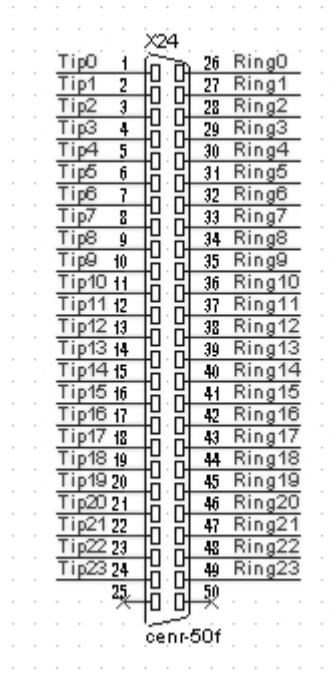 X24
Tip0 1 26 Ring0
Tip1 2 27 Ring1
Tip2 3 28 Ring2
Tip3 4 29 Ring3
Tip4 5 30 Ring4
Tip5 6 31 Ring5
Tip6 7 32 Ring6
Tip7 8 33 Ring7
Tip8 9 34 Ring8
Tip9 10 35 Ring9
Tip10 11 36 Ring10
Tip11 12 37 Ring11
Tip12 13 38 Ring12
Tip13 14 39 Ring13
Tip14 15 40 Ring14
Tip15 16 41 Ring15
Tip16 17 42 Ring16
Tip17 18 43 Ring17
Tip18 19 44 Ring18
Tip19 20 45 Ring19
Tip20 21 46 Ring20
Tip21 22 47 Ring21
Tip22 23 48 Ring22
Tip23 24 49 Ring23
25 50
cenr-50f